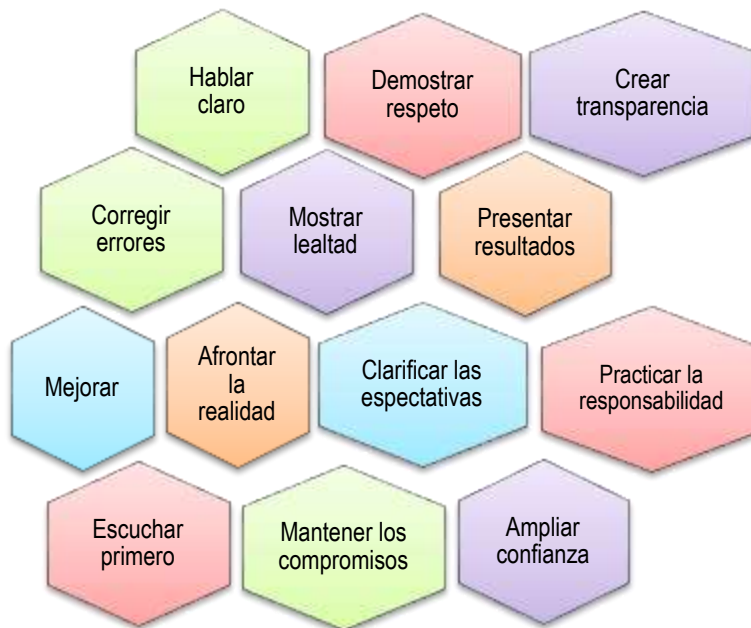 Hablar
claro
Demostrar
respeto
Crear
transparencia
Corregir
errores
Mostrar
lealtad
Presentar
resultados
Mejorar
Afrontar
la
realidad
Clarificar las
espectativas
Practicar la
responsabilidad
Escuchar
primero
Mantener los
compromisos
Ampliar
confianza